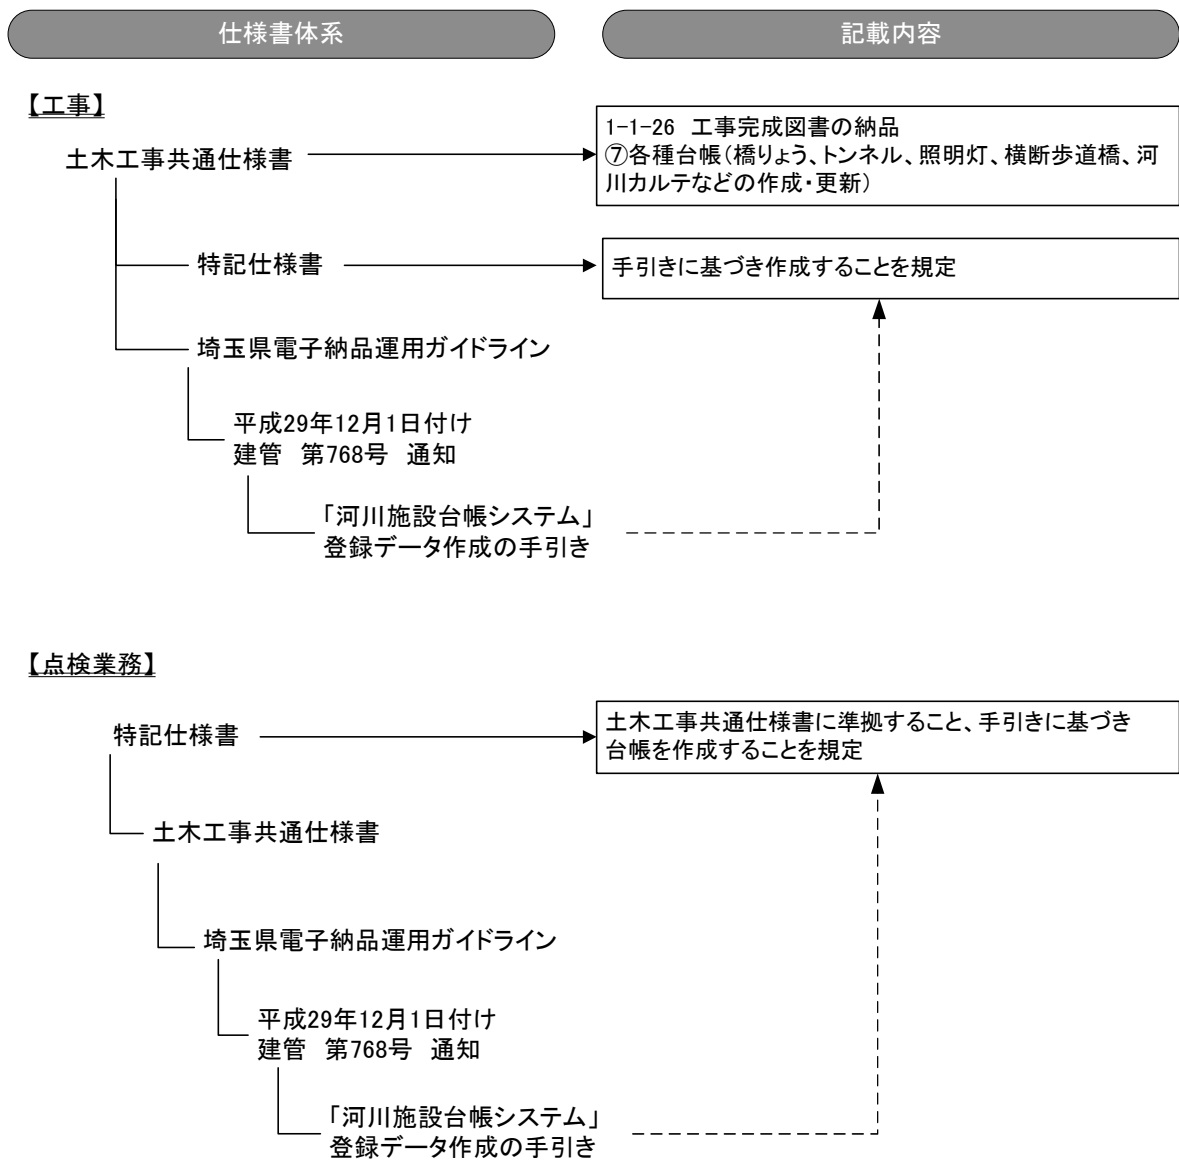 仕様書体系
記載内容
【工事】
土木工事共通仕様書
1-1-26 工事完成図書の納品
⑦各種台帳(橋りょう、トンネル、照明灯、横断歩道橋、河
川カルテなどの作成・更新)
特記仕様書
手引きに基づき作成することを規定
埼玉県電子納品運用ガイドライン
平成29年12月1日付け
建管　第768号　通知
「河川施設台帳システム」
登録データ作成の手引き
【点検業務】
特記仕様書
土木工事共通仕様書に準拠すること、手引きに基づき
台帳を作成することを規定
土木工事共通仕様書
埼玉県電子納品運用ガイドライン
平成29年12月1日付け
建管　第768号　通知
「河川施設台帳システム」
登録データ作成の手引き